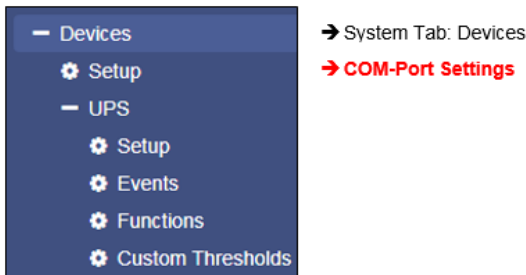 Devices
Setup
UPS
Setup
Events
Functions
Custom Thresholds
→ System Tab: Devices
→ COM-Port Settings